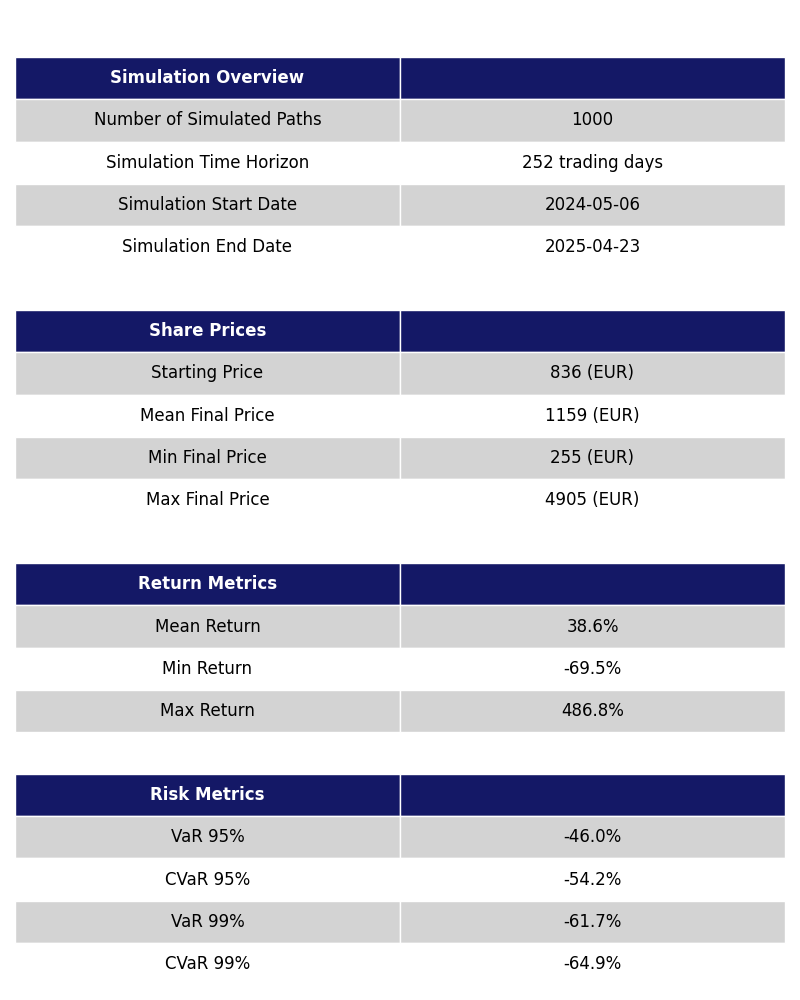 Simulation Overview
Number of Simulated Paths 1000
Simulation Time Horizon 252 trading days
Simulation Start Date 2024-05-06
Simulation End Date 2025-04-23
Share Prices
Starting Price 836 (EUR)
Mean Final Price 1159 (EUR)
Min Final Price 255 (EUR)
Max Final Price 4905 (EUR)
Return Metrics
Mean Return 38.6%
Min Return -69.5%
Max Return 486.8%
Risk Metrics
VaR 95% -46.0%
CVaR 95% -54.2%
VaR 99% -61.7%
CVaR 99% -64.9%